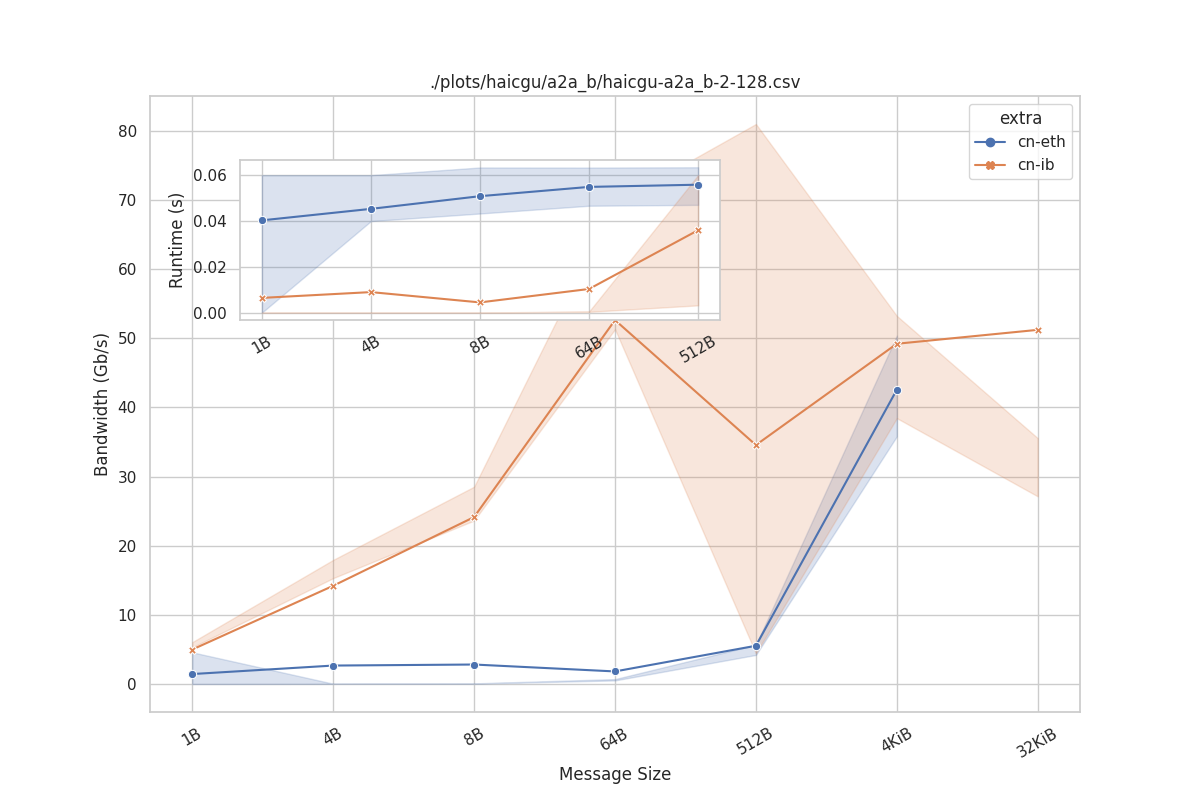 ./plots/haicgu/a2a_b/haicgu-a2a_b-2-128.csv
extra
cn-eth
cn-ib
80
70
60
50
40
30
20
10
0
Bandwidth (Gb/s)
0.06
0.04
0.02
0.00
Runtime (s)
1B 4B 8B 64B 512B
1B 4B 8B 64B 512B 4KiB 32KiB
Message Size